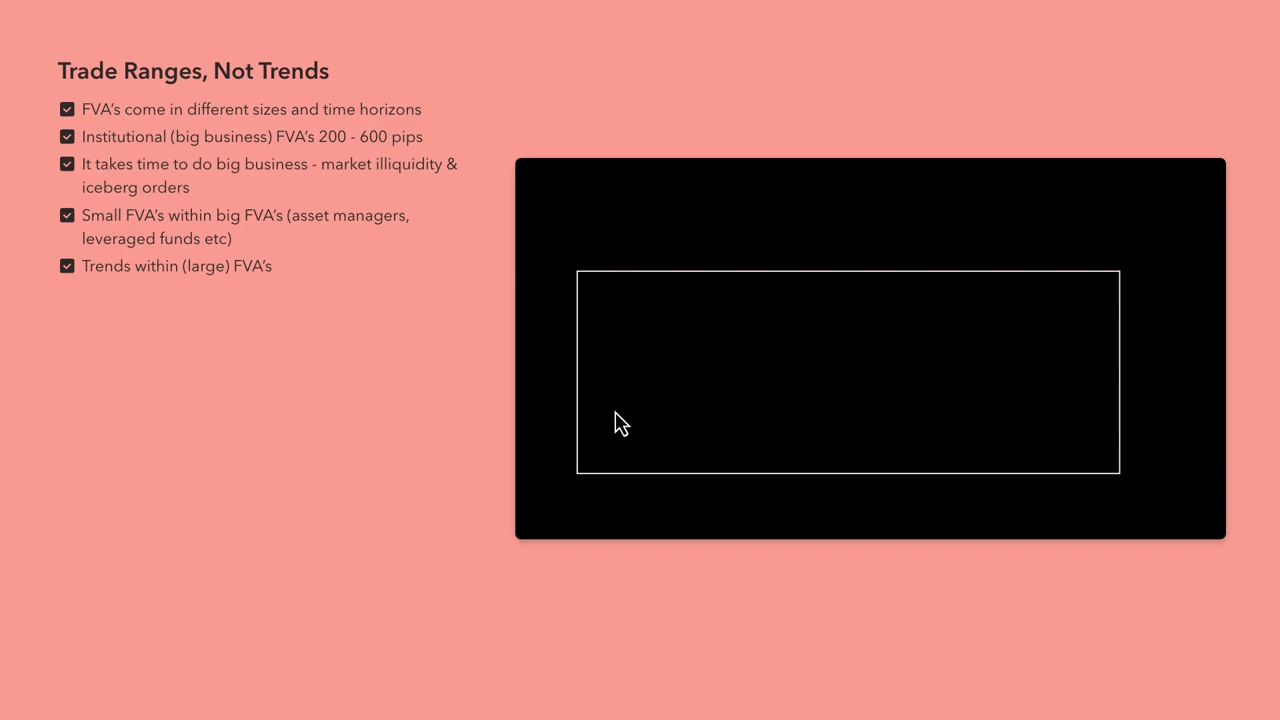 Trade Ranges, Not Trends
FVA's come in different sizes and time horizons
Institutional (big business) FVA's 200 - 600 pips
It takes time to do big business - market illiquidity &
iceberg orders
Small FVA's within big FVA's (asset managers,
leveraged funds etc)
Trends within (large) FVA's